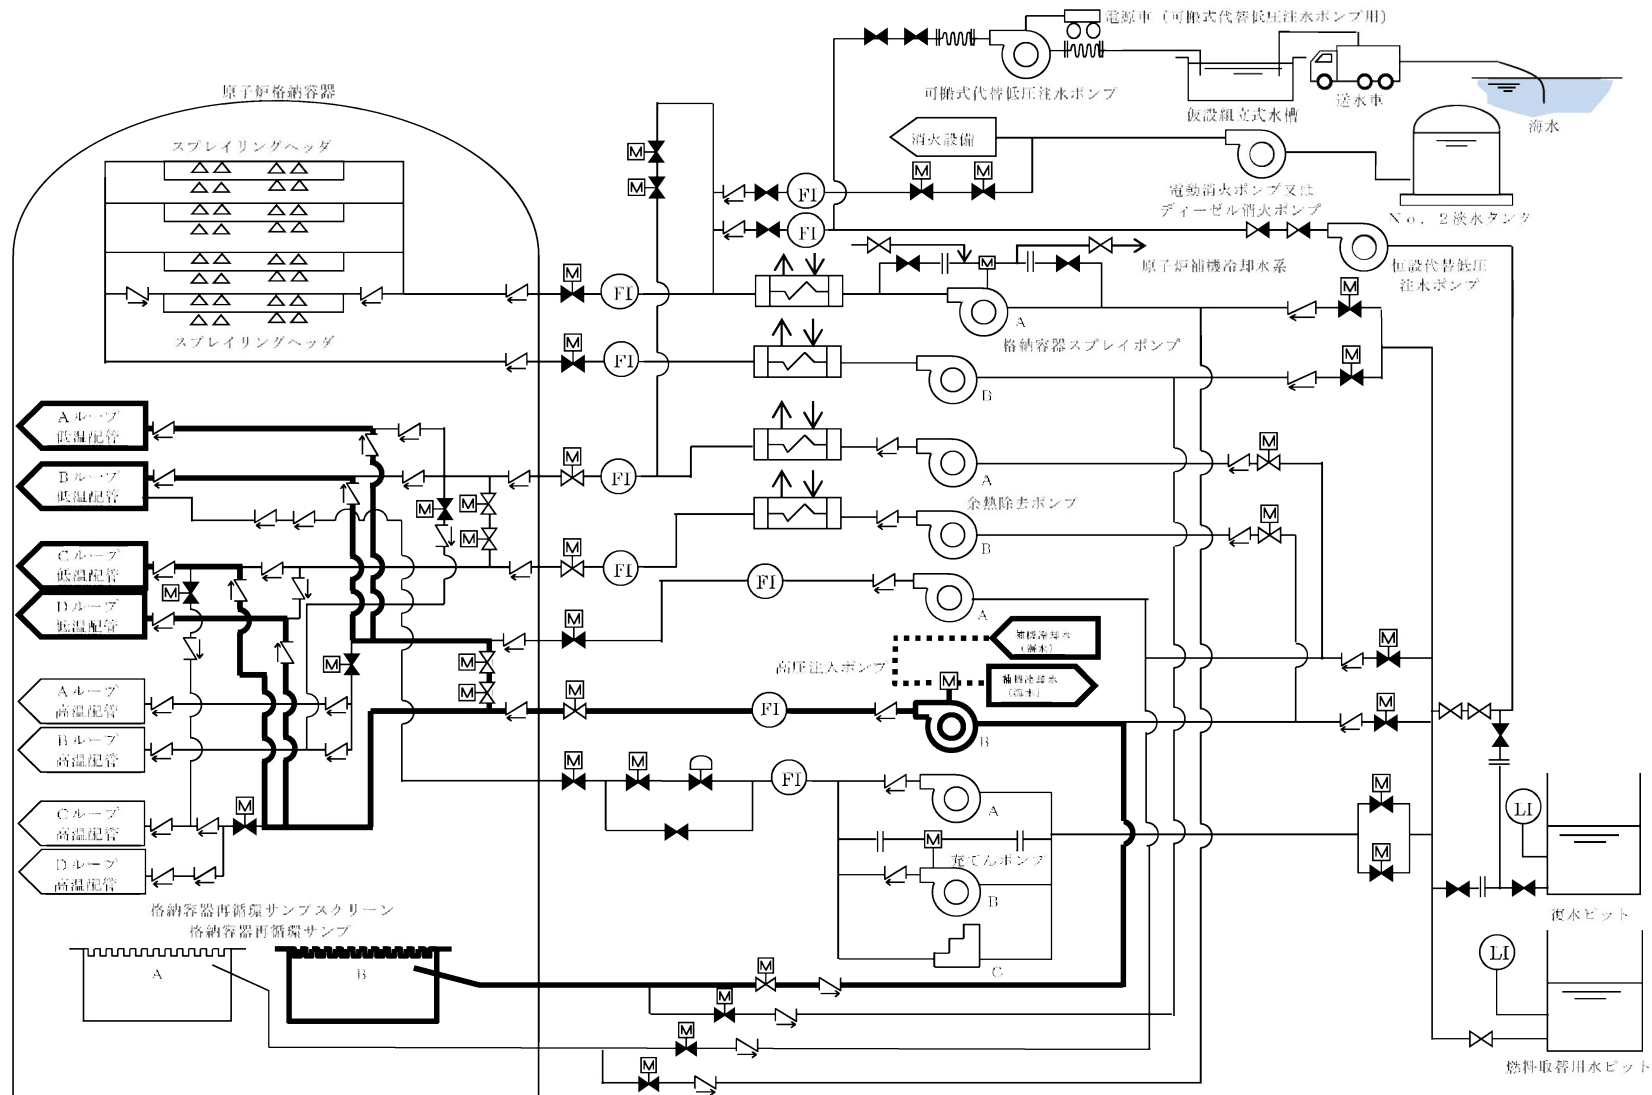 電源車（可搬式代替低圧注水ポンプ用）
可搬式代替低圧注水ポンプ
仮設組立式水槽
送水車
海水
原子炉格納容器
スプレイリングヘッダ
スプレイリングヘッダ
消火設備
M
M
M
M
FI
FI
電動消火ポンプ又は
ディーゼル消火ポンプ
No．2淡水タンク
原子炉補機冷却水系
恒設代替低圧
注水ポンプ
M
FI
M
A
格納容器スプレイポンプ
M
M
FI
B
M
Aループ
低温配管
Bループ
低温配管
M
FI
A
M
余熱除去ポンプ
M
M
M
B
M
Cループ
低温配管
M
FI
M
FI
A
Dループ
低温配管
M
M
M
M
高圧注入ポンプ
補機冷却水
（海水）
補機冷却水
（海水）
M
M
Aループ
高温配管
M
FI
B
M
Bループ
高温配管
M
M
FI
A
M
Cループ
高温配管
M
M
充てんポンプ
B
C
M
LI
Dループ
高温配管
復水ピット
格納容器再循環サンプスクリーン
格納容器再循環サンプ
A
B
M
M
M
M
LI
燃料取替用水ピット